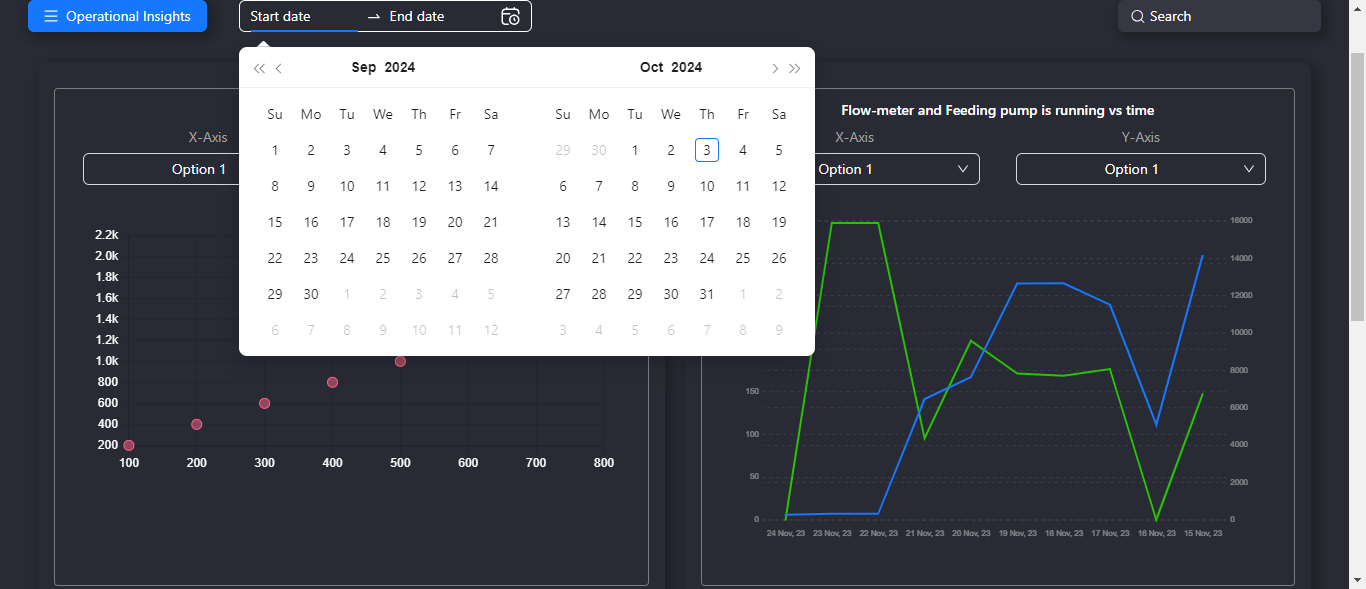 Operational Insights
Start date
End date
Search
Sep 2024
Su Mo Tu We Th Fr Sa
1 2 3 4 5 6 7
8 9 10 11 12 13 14
15 16 17 18 19 20 21
22 23 24 25 26 27 28
29 30 1 2 3 4 5
6 7 8 9 10 11 12
Oct 2024
Su Mo Tu We Th Fr Sa
29 30 1 2 3 4 5
6 7 8 9 10 11 12
13 14 15 16 17 18 19
20 21 22 23 24 25 26
27 28 29 30 31 1 2
3 4 5 6 7 8 9
X-Axis
Option 1
2.2k
2.0k
1.8k
1.6k
1.4k
1.2k
1.0k
800
600
400
200
100 200 300 400 500 600 700 800
Flow-meter and Feeding pump is running vs time
X-Axis
Y-Axis
Option 1
Option 1
150
100
50
0
16000
14000
12000
10000
8000
6000
4000
2000
0
24 Nov, 23 23 Nov, 23 22 Nov, 23 21 Nov, 23 20 Nov, 23 19 Nov, 23 18 Nov, 23 17 Nov, 23 16 Nov, 23 15 Nov, 23